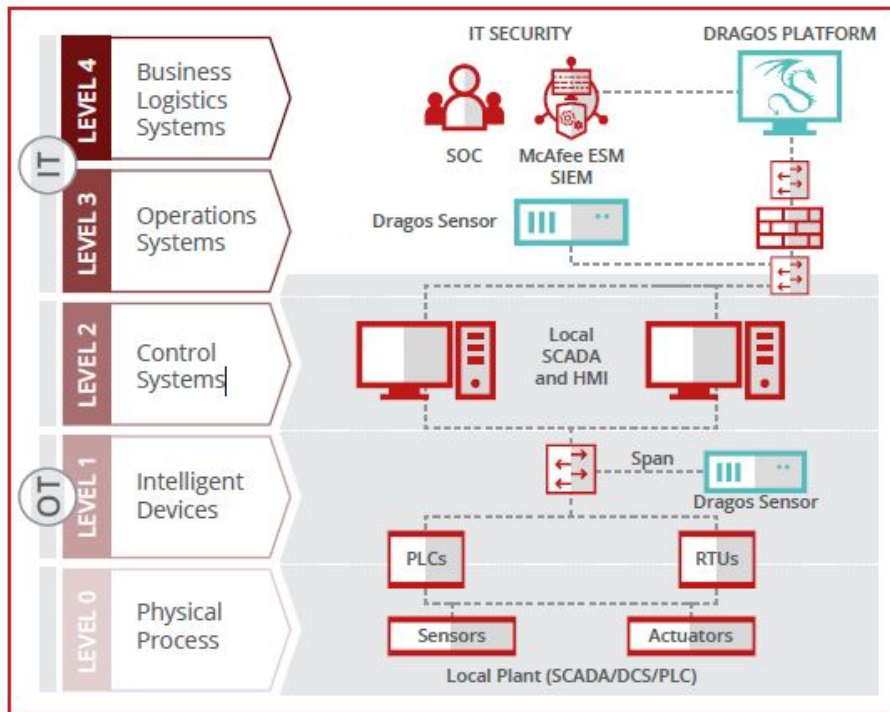 IT SECURITY
DRAGOS PLATFORM
IT
LEVEL 4
Business
Logistics
Systems
SOC
McAfee ESM
SIEM
LEVEL 3
Operations
Systems
Dragos Sensor
LEVEL 2
Control
Systems
Local
SCADA
and HMI
OT
LEVEL 1
Intelligent
Devices
Span
Dragos Sensor
PLCs
RTUs
LEVEL 0
Physical
Process
Sensors
Actuators
Local Plant (SCADA/DCS/PLC)